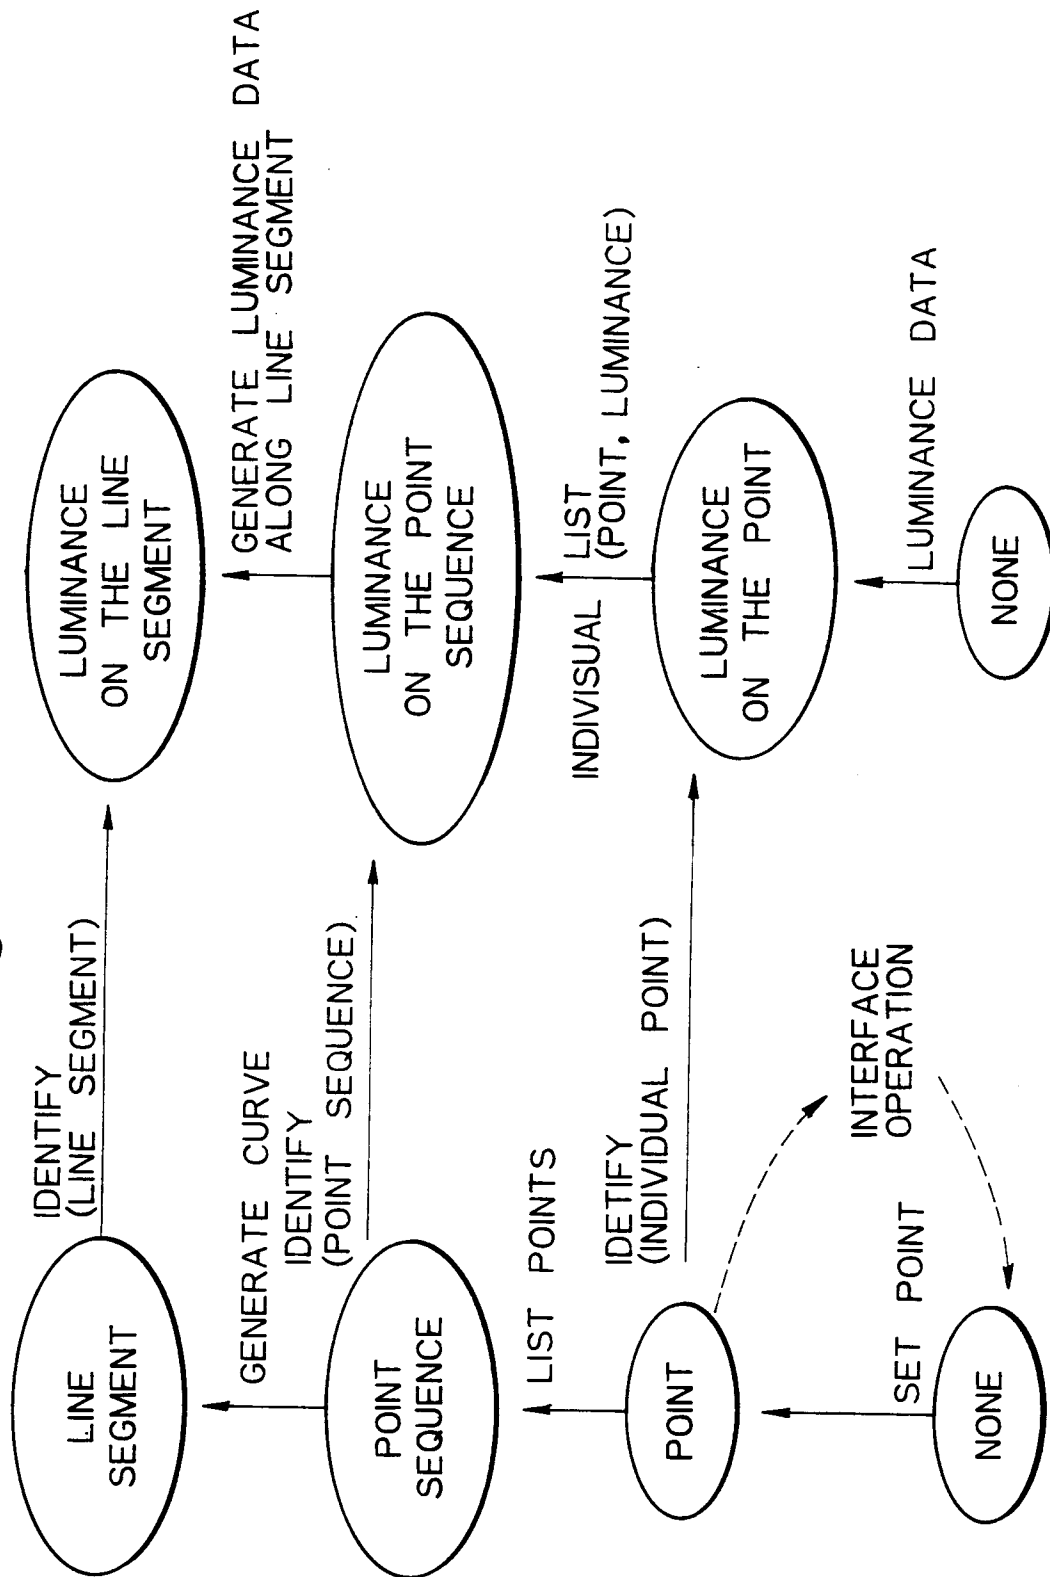 LINE
SEGMENT
IDENTIFY
(LINE SEGMENT)
LUMINANCE
ON THE LINE
SEGMENT
GENERATE CURVE
GENERATE LUMINANCE DATA
ALONG LINE SEGMENT
POINT
SEQUENCE
IDENTIFY
(POINT SEQUENCE)
LUMINANCE
ON THE POINT
SEQUENCE
LIST POINTS
INDIVISUAL LIST
(POINT, LUMINANCE)
POINT
IDETIFY
(INDIVIDUAL POINT)
LUMINANCE
ON THE POINT
INTERFACE
OPERATION
SET POINT
LUMINANCE DATA
NONE
NONE